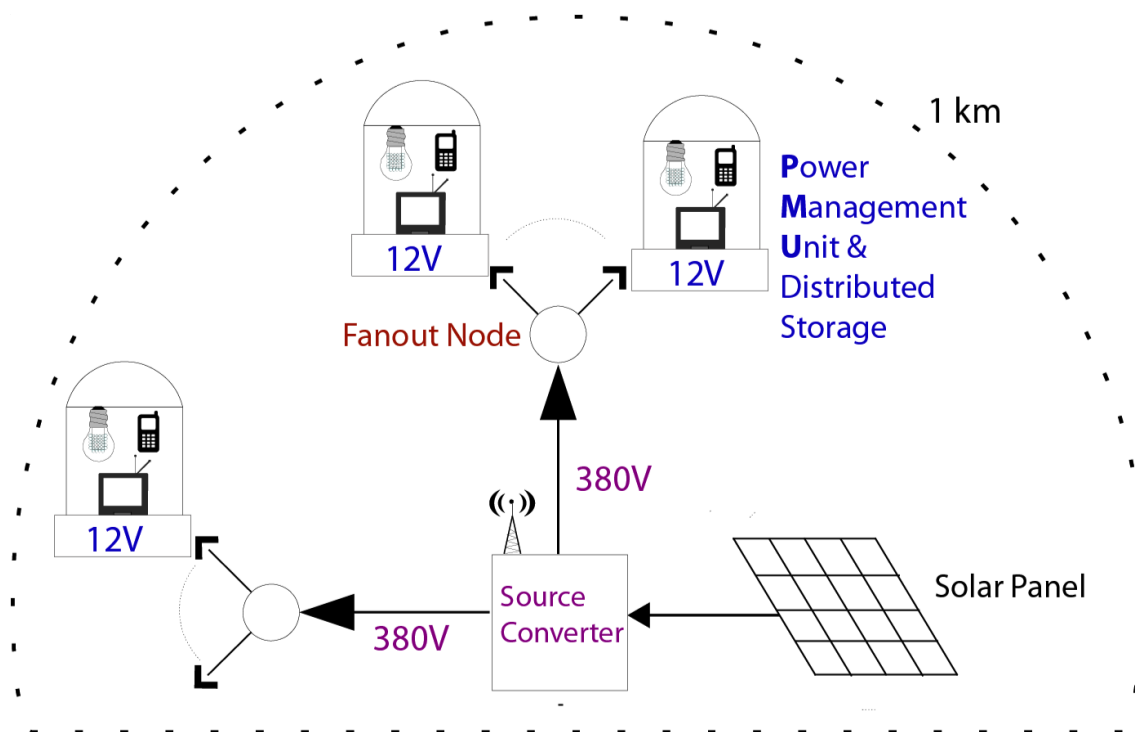 1 km
Power
Management
Unit &
Distributed
Storage
12V
12V
Fanout Node
380V
12V
Source
Converter
380V
Solar Panel